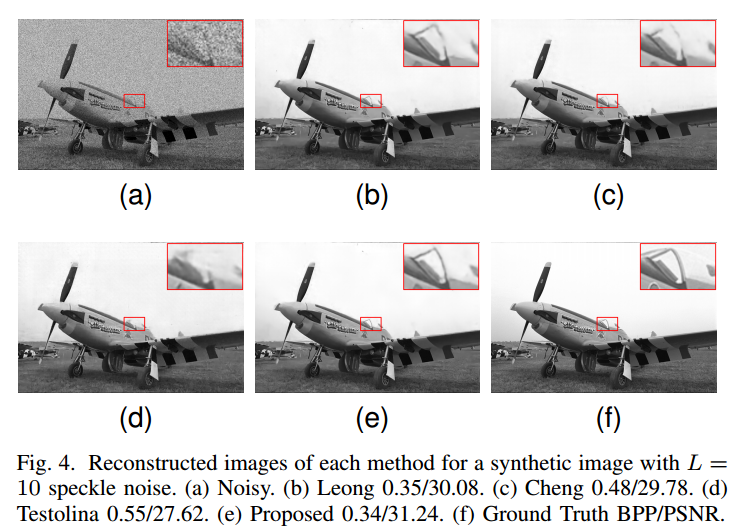 (a)
(b)
(c)
(d)
(e)
(f)
Fig. 4. Reconstructed images of each method for a synthetic image with L =
10 speckle noise. (a) Noisy. (b) Leong 0.35/30.08. (c) Cheng 0.48/29.78. (d)
Testolina 0.55/27.62. (e) Proposed 0.34/31.24. (f) Ground Truth BPP/PSNR.